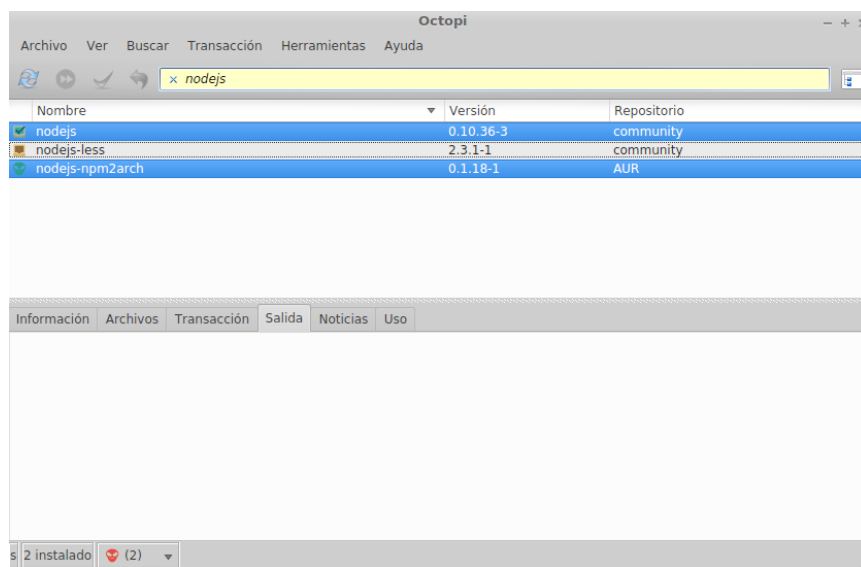 Octopi
Archivo Ver Buscar Transacción Herramientas Ayuda
nodejs
Nombre Versión Repositorio
nodejs 0.10.36-3 community
nodejs-less 2.3.1-1 community
nodejs-npm2arch 0.1.18-1 AUR
Información Archivos Transacción Salida Noticias Uso
s 2 instalado (2)